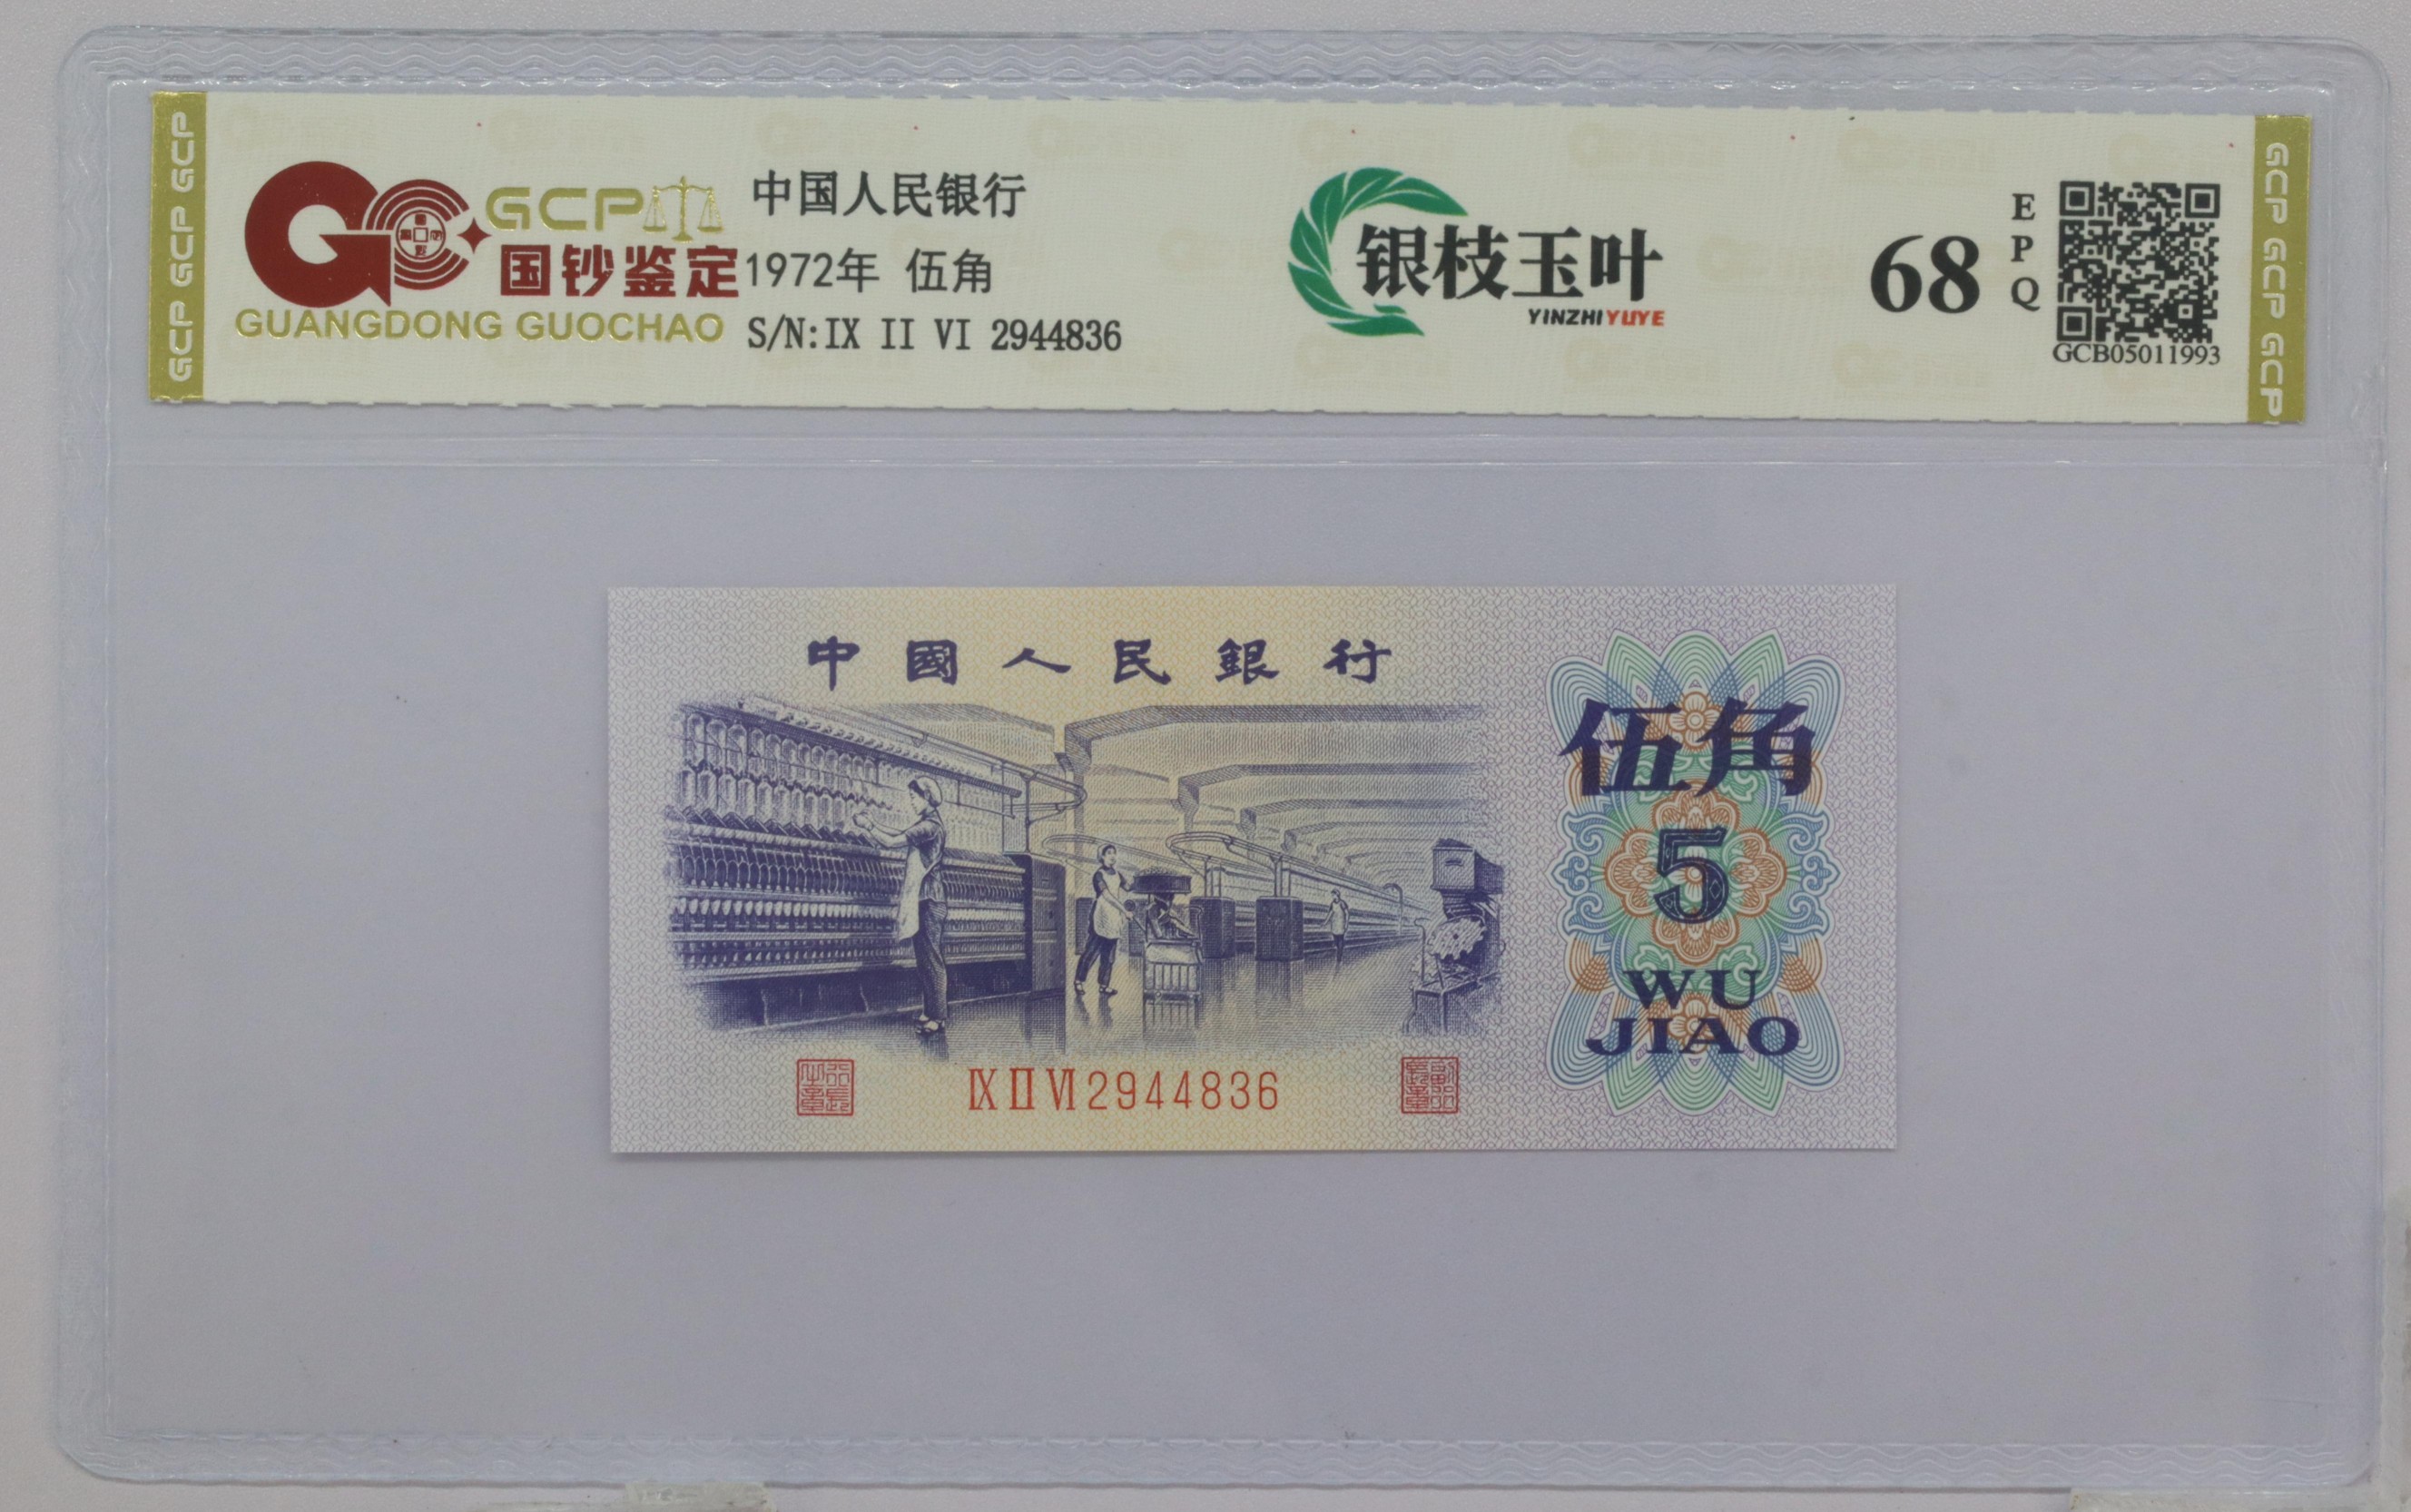 GCP GCP GCP
GCP
国钞鉴定
GUANGDONG GUOCHAO
中国人民银行
1972年 伍角
S/N:IX II VI 2944836
银枝玉叶
YINZHIYUYE
68
EPQ
GCB05011993
GCP GCP GCP
中國人民銀行
伍角
5
WU
JIAO
IX II VI 2944836